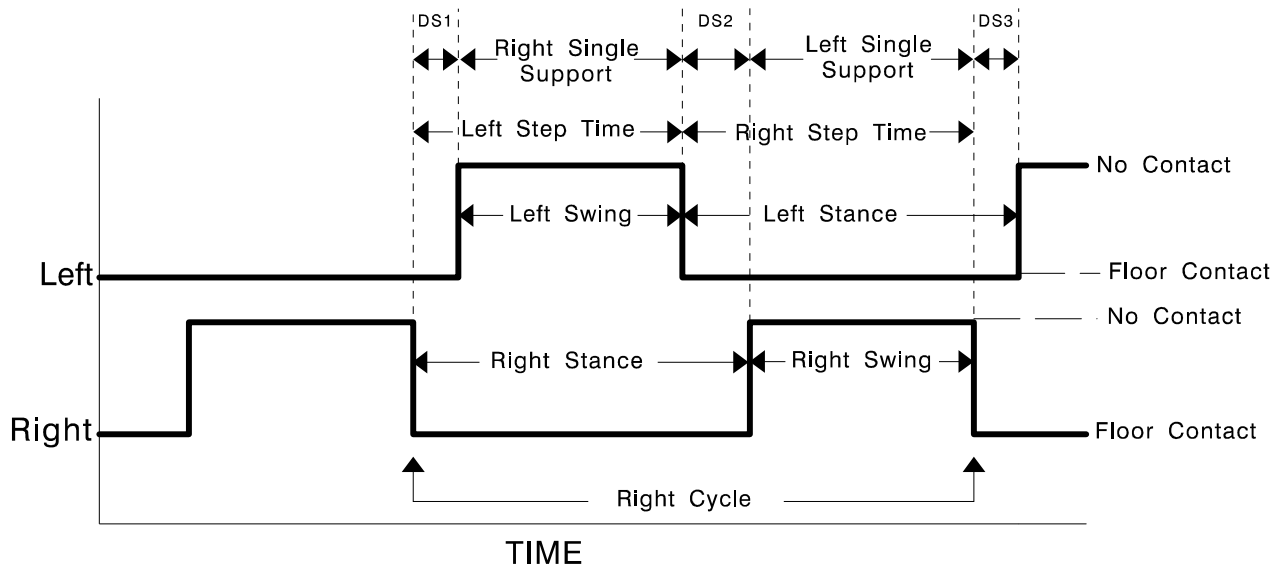 DS1
DS2
DS3
Right Single
Support
Left Single
Support
Left Step Time
Right Step Time
No Contact
Left Swing
Left Stance
Left
Floor Contact
No Contact
Right Stance
Right Swing
Right
Floor Contact
Right Cycle
TIME